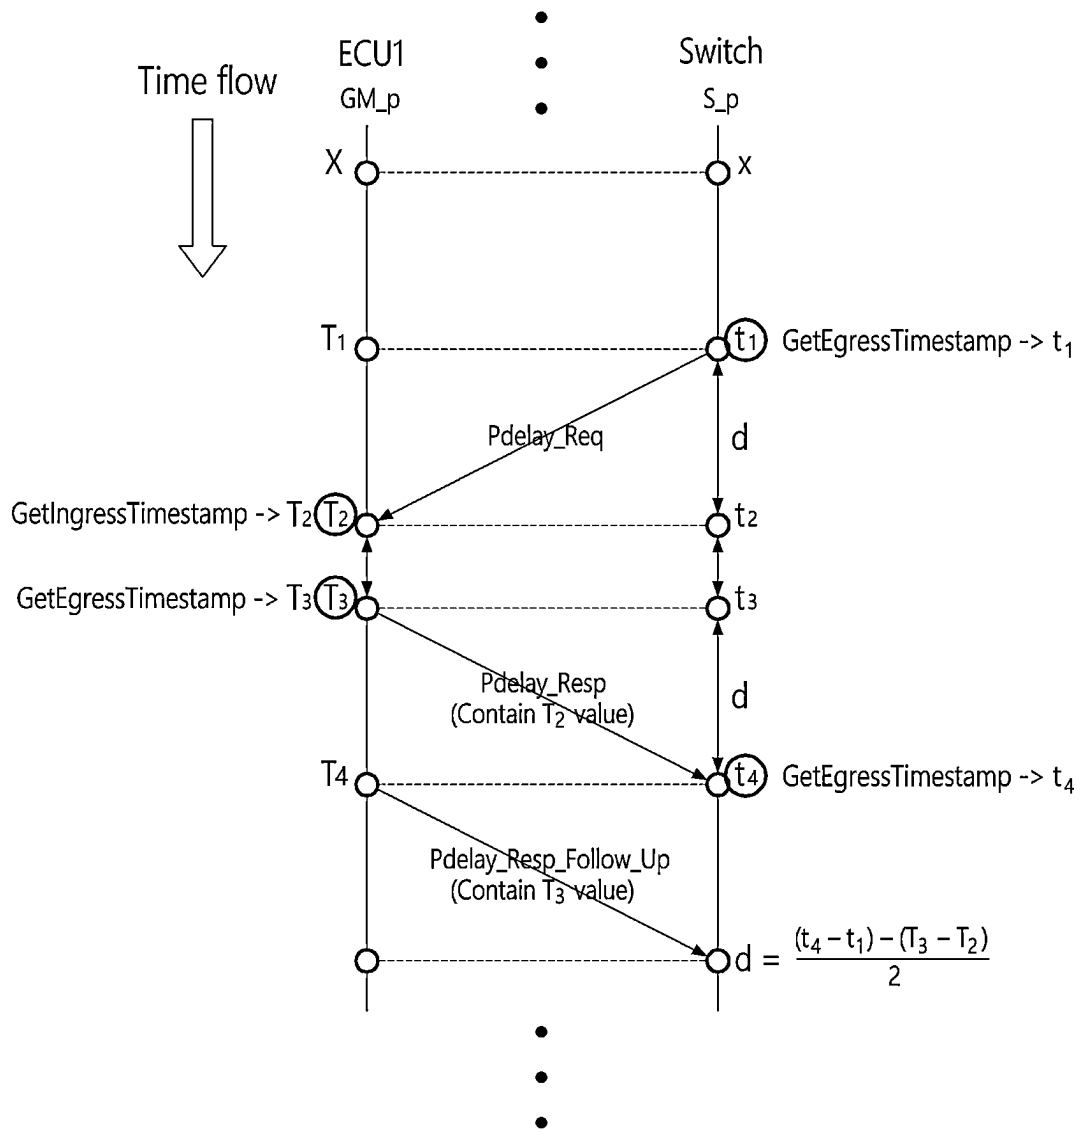 ECU1
Switch
Time flow
GM_p
S_p
X
x
T1
t1
GetEgressTimestamp -> t1
Pdelay_Req
d
GetIngressTimestamp -> T2
T2
t2
GetEgressTimestamp -> T3
T3
t3
Pdelay_Resp
(Contain T2 value)
d
T4
t4
GetEgressTimestamp -> t4
Pdelay_Resp_Follow_Up
(Contain T3 value)
d = (t4 – t1) – (T3 – T2)
2